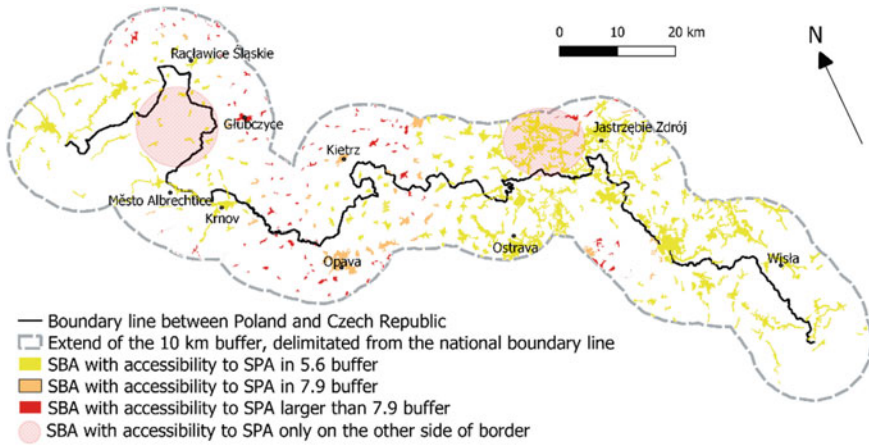 Racławice Śląskie
0 10 20 km
N
Głubczyce
Kietrz
Jastrzębie Zdrój
Město Albrechtice
Krnov
Opava
Ostrava
Wisła
Boundary line between Poland and Czech Republic
Extend of the 10 km buffer, delimitated from the national boundary line
SBA with accessibility to SPA in 5.6 buffer
SBA with accessibility to SPA in 7.9 buffer
SBA with accessibility to SPA larger than 7.9 buffer
SBA with accessibility to SPA only on the other side of border